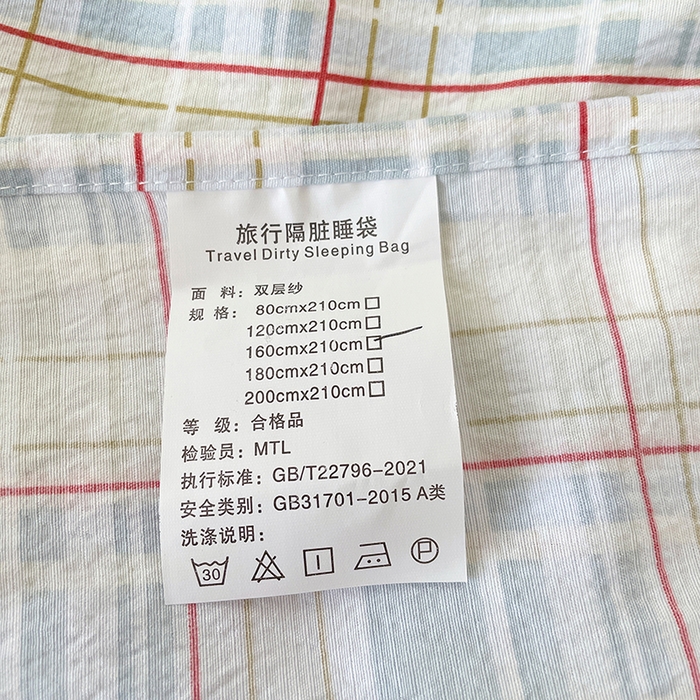 旅行隔脏睡袋
Travel Dirty Sleeping Bag
面 料：双层纱
规 格： 80cmx210cm☐
120cmx210cm☐
160cmx210cm☐
180cmx210cm☐
200cmx210cm☐
等 级：合格品
检验员：MTL
执行标准：GB/T22796-2021
安全类别：GB31701-2015 A类
洗涤说明：
30
P